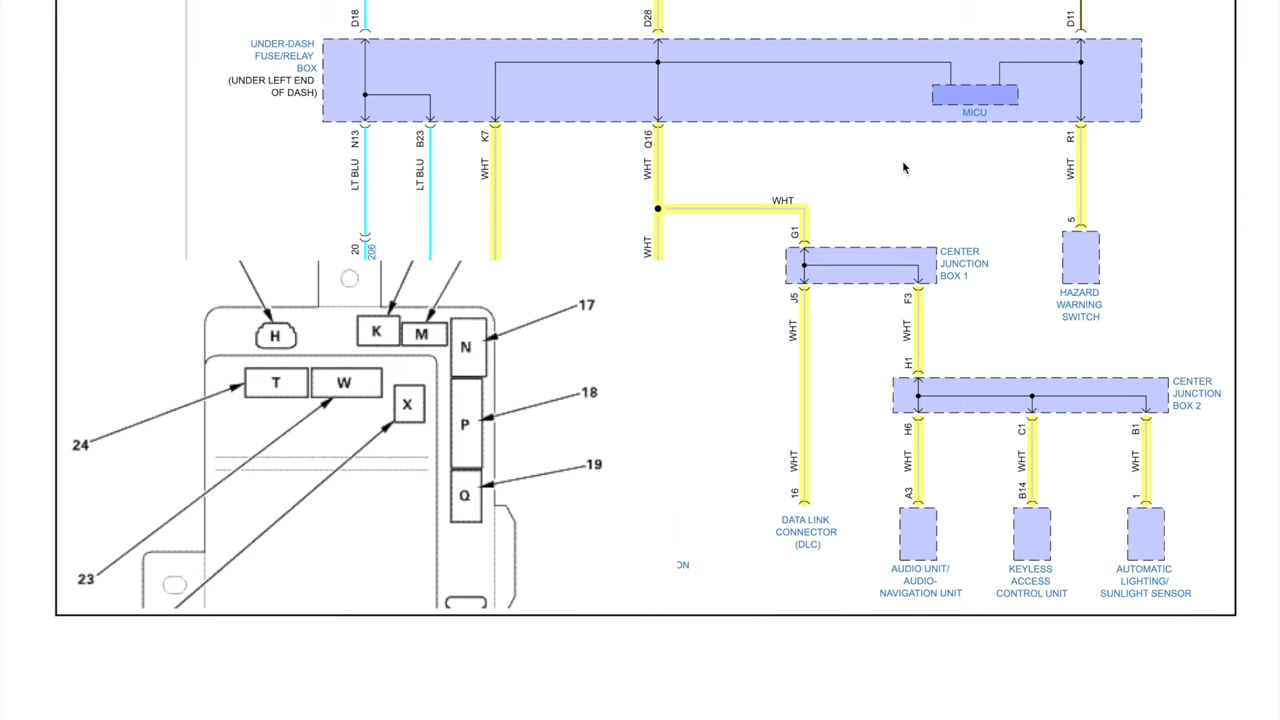 D18
D28
D11
UNDER-DASH
FUSE/RELAY
BOX
(UNDER LEFT END
OF DASH)
MICU
N13
B23
K7
Q16
R1
LT BLU
LT BLU
WHT
WHT
WHT
WHT
20
206
WHT
G1
5
CENTER
JUNCTION
BOX 1
HAZARD
WARNING
SWITCH
J5
F3
WHT
WHT
H1
CENTER
JUNCTION
BOX 2
H6
C1
B1
WHT
WHT
WHT
WHT
16
A3
B14
1
DATA LINK
CONNECTOR
(DLC)
AUDIO UNIT/
AUDIO-
NAVIGATION UNIT
KEYLESS
ACCESS
CONTROL UNIT
AUTOMATIC
LIGHTING/
SUNLIGHT SENSOR
ON
H
K
M
N
17
T
W
X
P
18
24
Q
19
23